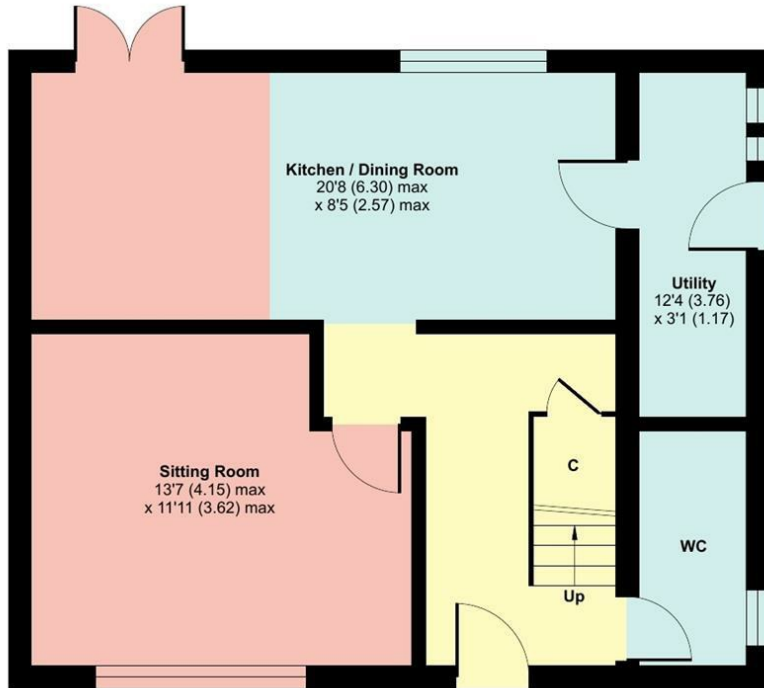 Kitchen / Dining Room
20'8 (6.30) max
x 8'5 (2.57) max
Utility
12'4 (3.76)
x 3'1 (1.17)
Sitting Room
13'7 (4.15) max
x 11'11 (3.62) max
C
WC
Up